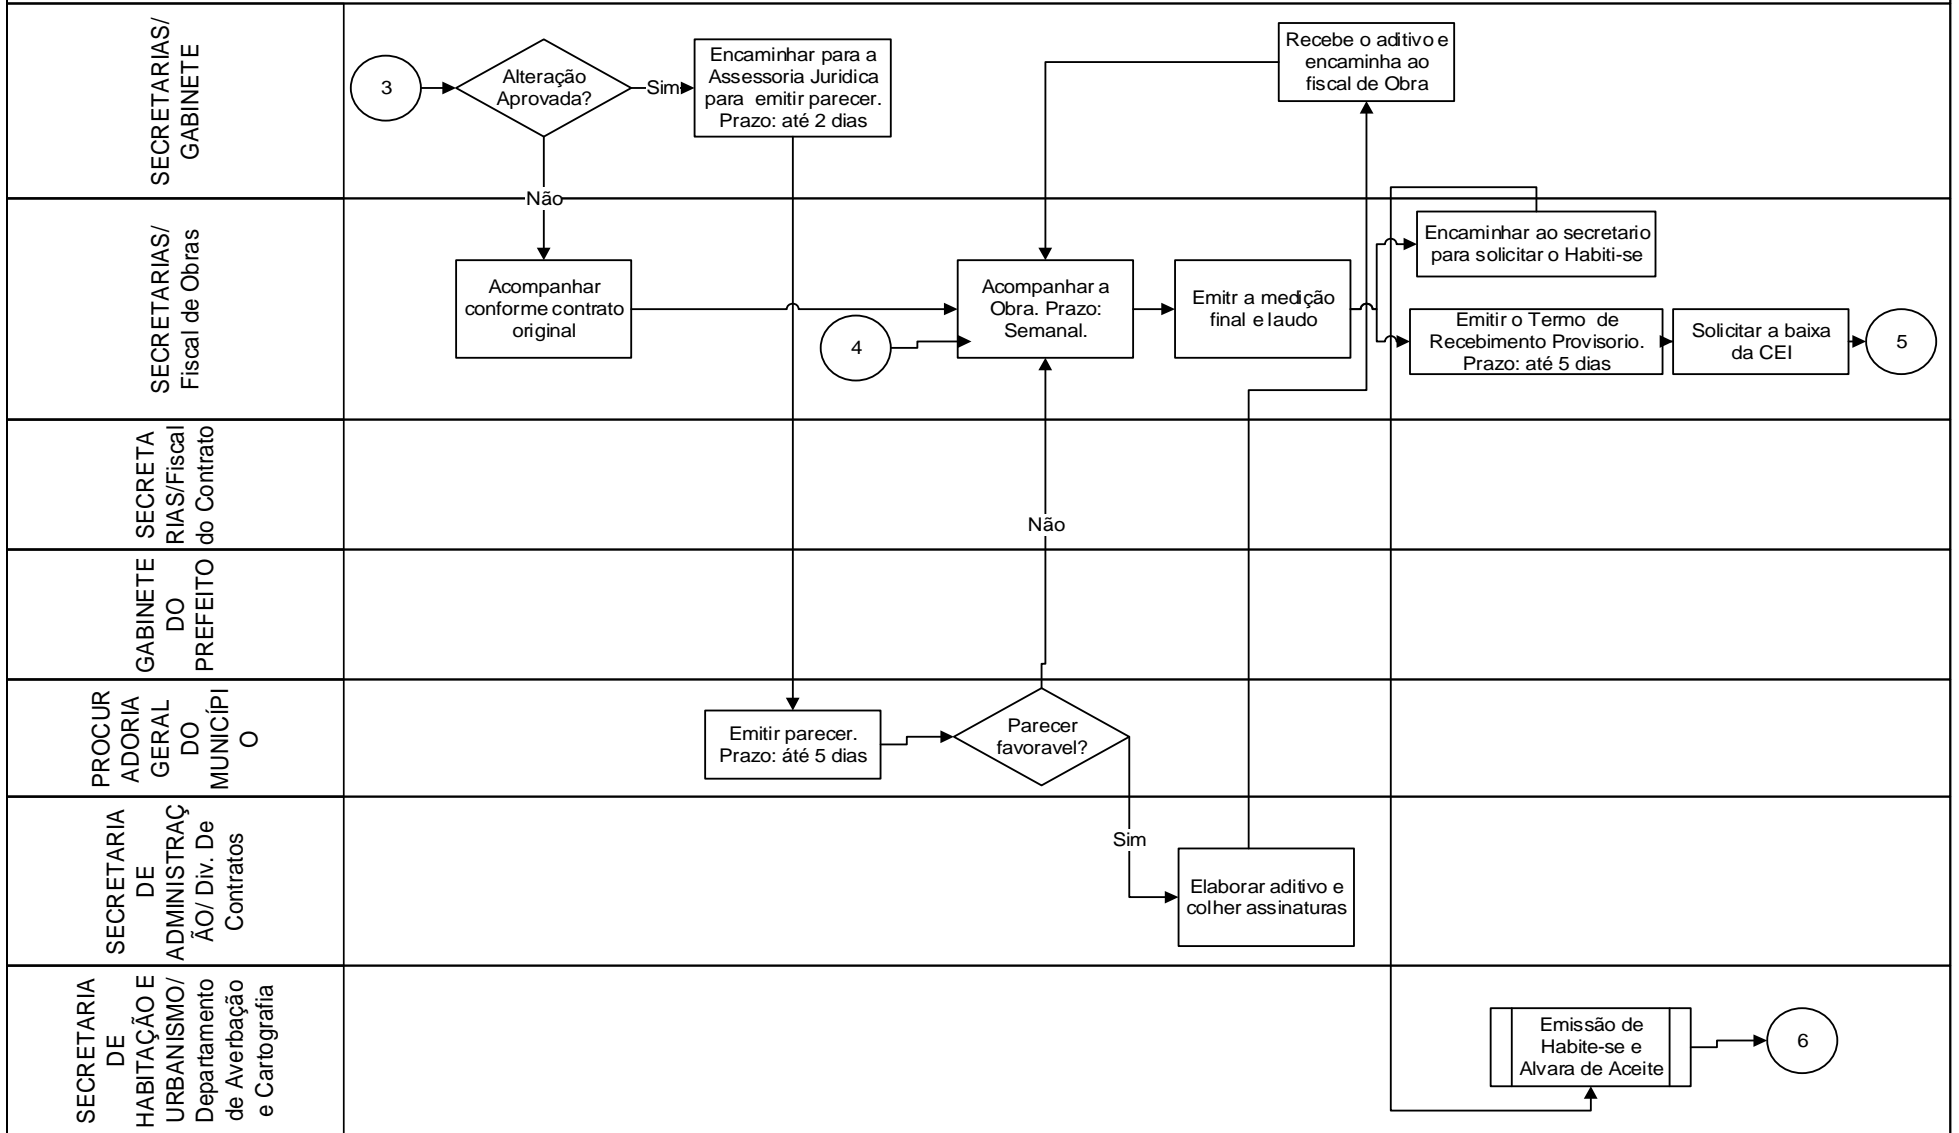 SECRETARIAS/
GABINETE
3
Alteração
Aprovada?
Sim
Encaminhar para a
Assessoria Juridica
para emitir parecer.
Prazo: até 2 dias
Recebe o aditivo e
encaminha ao
fiscal de Obra
Não
SECRETARIAS/
Fiscal de Obras
Acompanhar
conforme contrato
original
4
Acompanhar a
Obra. Prazo:
Semanal.
Emitr a medição
final e laudo
Encaminhar ao secretario
para solicitar o Habiti-se
Emitir o Termo de
Recebimento Provisorio.
Prazo: até 5 dias
Solicitar a baixa
da CEI
5
SECRETA
RIAS/Fiscal
do Contrato
Não
GABINETE
DO
PREFEITO
PROCUR
ADORIA
GERAL
DO
MUNICÍPI
O
Emitir parecer.
Prazo: áté 5 dias
Parecer
favoravel?
SECRETARIA
DE
ADMINISTRAÇ
ÃO/ Div. De
Contratos
Sim
Elaborar aditivo e
colher assinaturas
SECRETARIA
DE
HABITAÇÃO E
URBANISMO/
Departamento
de Averbação
e Cartografia
Emissão de
Habite-se e
Alvara de Aceite
6